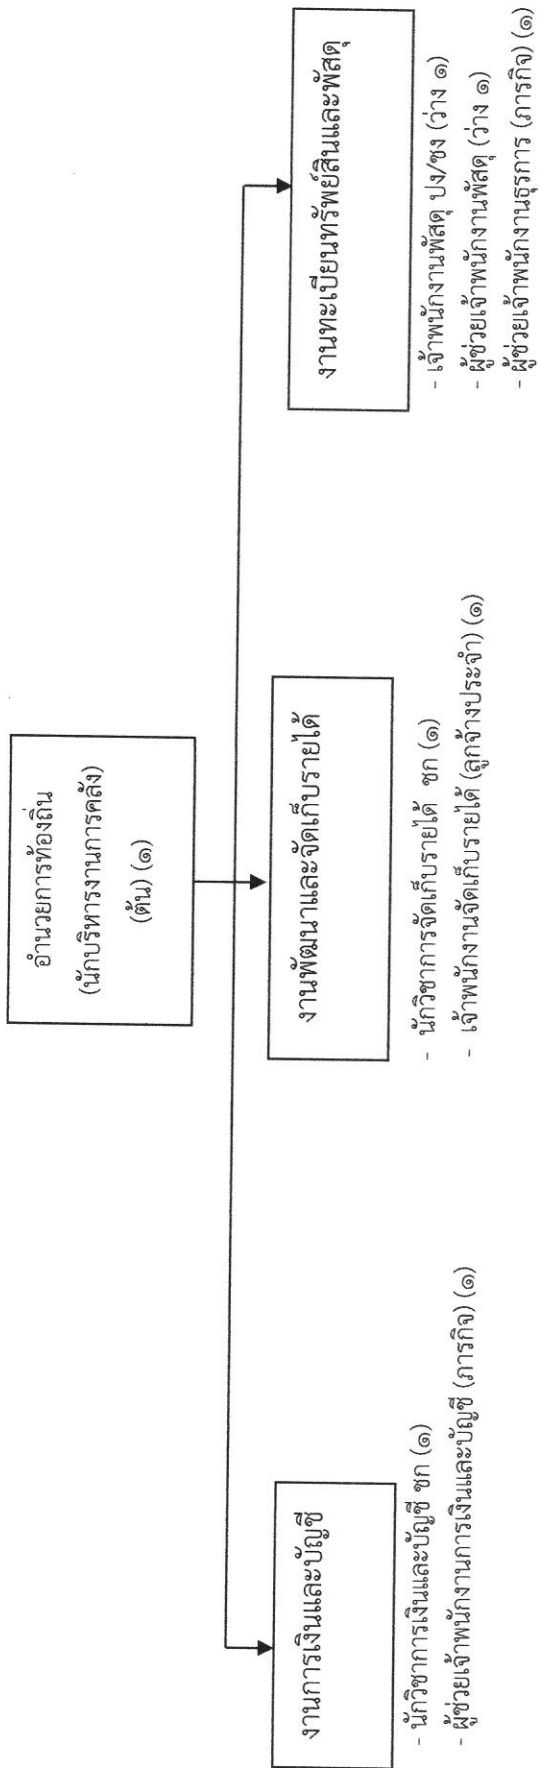 อำนวยการท้องถิ่น
(นักบริหารงานการคลัง)
(ต้น) (๑)
งานการเงินและบัญชี
- นักวิชาการเงินและบัญชี ชก (๑)
- ผู้ช่วยเจ้าพนักงานการเงินและบัญชี (ภารกิจ) (๑)
งานพัฒนาและจัดเก็บรายได้
- นักวิชาการจัดเก็บรายได้ ชก (๑)
- เจ้าพนักงานจัดเก็บรายได้ (ลูกจ้างประจำ) (๑)
งานทะเบียนทรัพย์สินและพัสดุ
- เจ้าพนักงานพัสดุ ปง/ชง (ว่าง ๑)
- ผู้ช่วยเจ้าพนักงานพัสดุ (ว่าง ๑)
- ผู้ช่วยเจ้าพนักงานธุรการ (ภารกิจ) (๑)